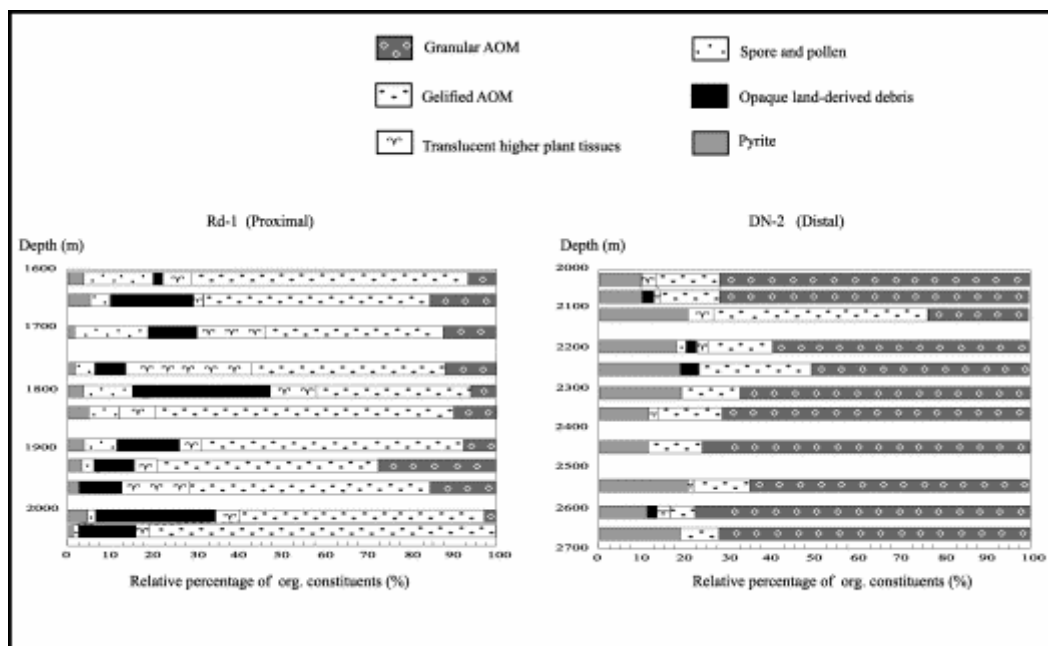 Granular AOM
Spore and pollen
Gelified AOM
Opaque land-derived debris
Translucent higher plant tissues
Pyrite
Rd-1 (Proximal)
DN-2 (Distal)
Depth (m)
Depth (m)
1600
1700
1800
1900
2000
0 10 20 30 40 50 60 70 80 90 100
Relative percentage of org. constituents (%)
2000
2100
2200
2300
2400
2500
2600
2700
0 10 20 30 40 50 60 70 80 90 100
Relative percentage of org. constituents (%)